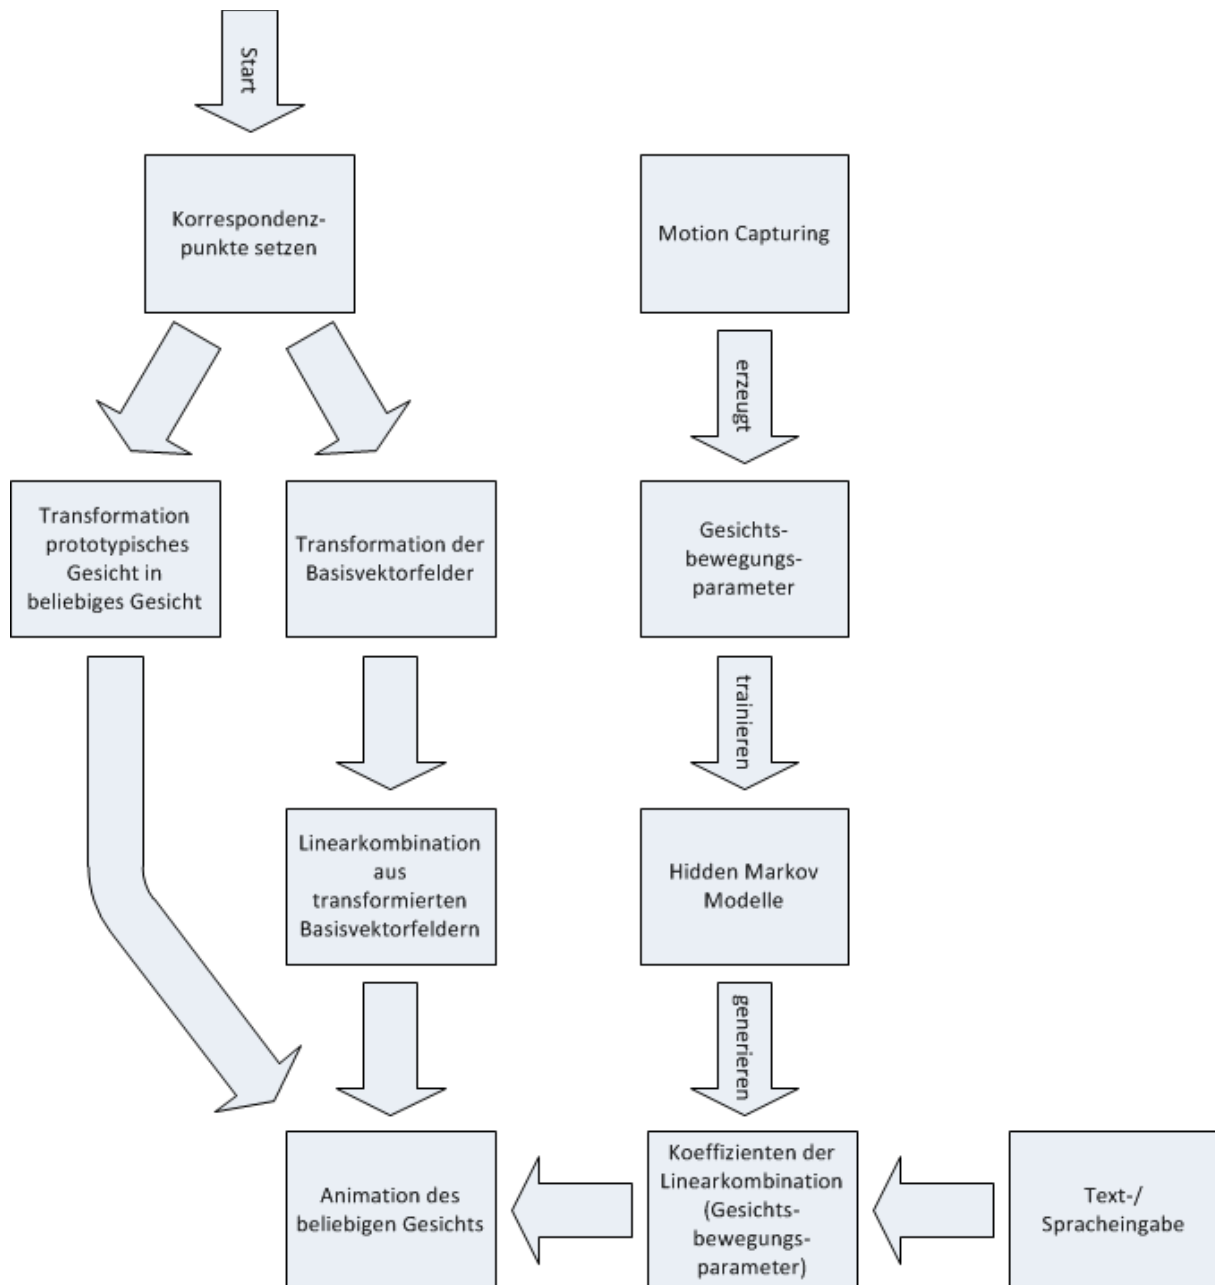 Start
Korrespondenz-
punkte setzen
Motion Capturing
erzeugt
Transformation
prototypisches
Gesicht in
beliebiges Gesicht
Transformation der
Basisvektorfelder
Gesichts-
bewegungs-
parameter
trainieren
Linearkombination
aus
transformierten
Basisvektorfeldern
Hidden Markov
Modelle
generieren
Animation des
beliebigen Gesichts
Koeffizienten der
Linearkombination
(Gesichts-
bewegungs-
parameter)
Text-/
Spracheingabe